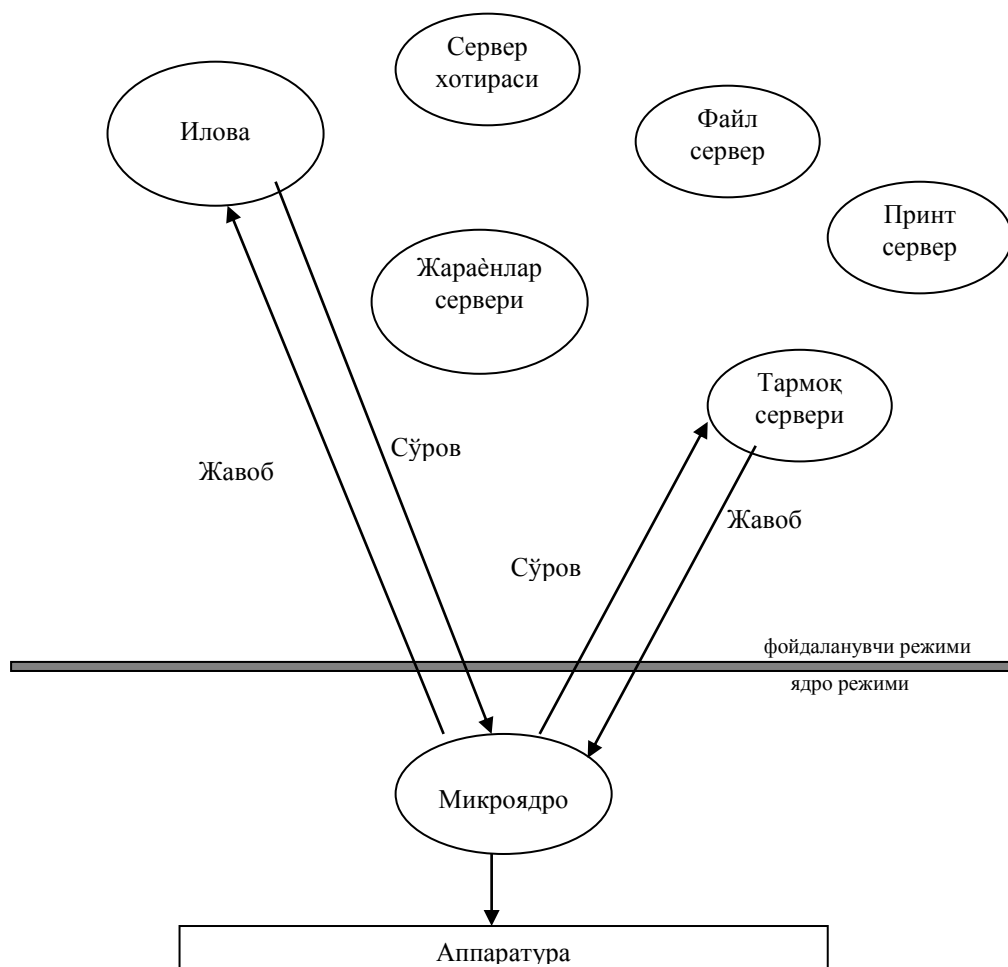 Сервер
хотираси
Илова
Файл
сервер
Принт
сервер
Жараѐнлар
сервери
Тармоқ
сервери
Сўров
Жавоб
Жавоб
Сўров
фойдаланувчи режими
ядро режими
Микроядро
Аппаратура